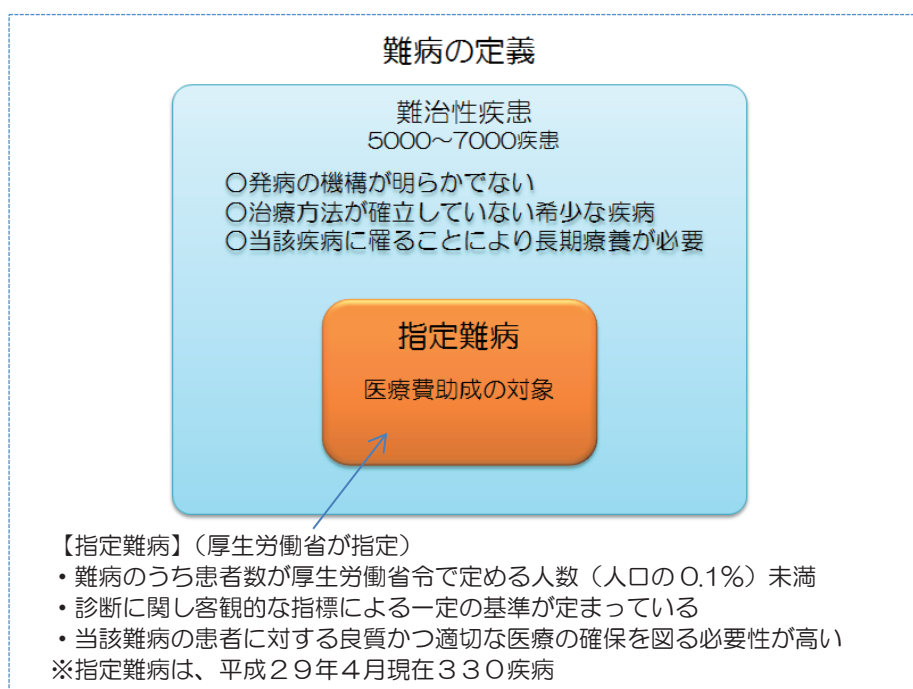 難病の定義
難治性疾患
5000～7000疾患
〇発病の機構が明らかでない
〇治療方法が確立していない希少な疾病
〇当該疾病に罹ることにより長期療養が必要
指定難病
医療費助成の対象
【指定難病】（厚生労働省が指定）
・難病のうち患者数が厚生労働省令で定める人数（人口の０.１％）未満
・診断に関し客観的な指標による一定の基準が定まっている
・当該難病の患者に対する良質かつ適切な医療の確保を図る必要性が高い
※指定難病は、平成２９年４月現在３３０疾病